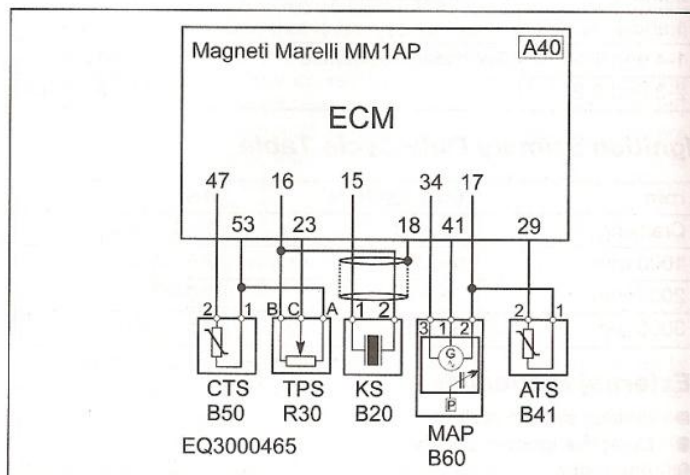 Magneti Marelli MM1AP A40
ECM
47 16 15 34 17
53 23 18 41 29
2 1 B C A 1 2 3 1 2 2 1
G
P
CTS TPS KS MAP ATS
B50 R30 B20 B60 B41
EQ3000465